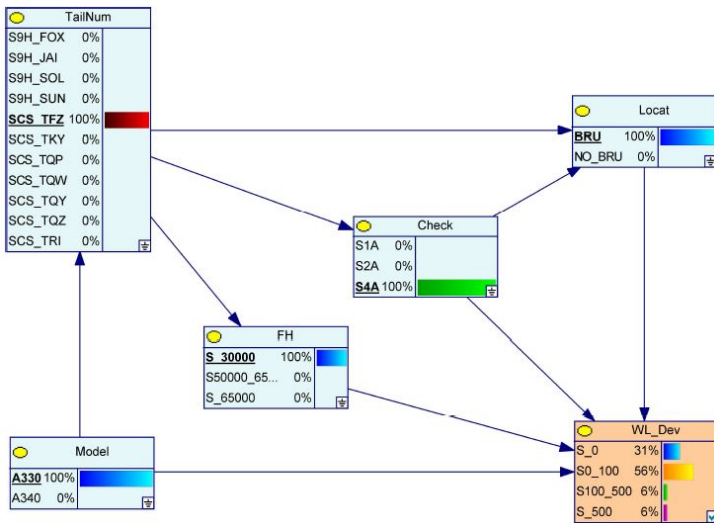 TailNum
S9H_FOX 0%
S9H_JAI 0%
S9H_SOL 0%
S9H_SUN 0%
SCS_TFZ 100%
SCS_TKY 0%
SCS_TQP 0%
SCS_TQW 0%
SCS_TQY 0%
SCS_TQZ 0%
SCS_TRI 0%
Locat
BRU 100%
NO_BRU 0%
Check
S1A 0%
S2A 0%
S4A 100%
FH
S_30000 100%
S50000_65... 0%
S_65000 0%
Model
A330 100%
A340 0%
WL_Dev
S_0 31%
S0_100 56%
S100_500 6%
S_500 6%